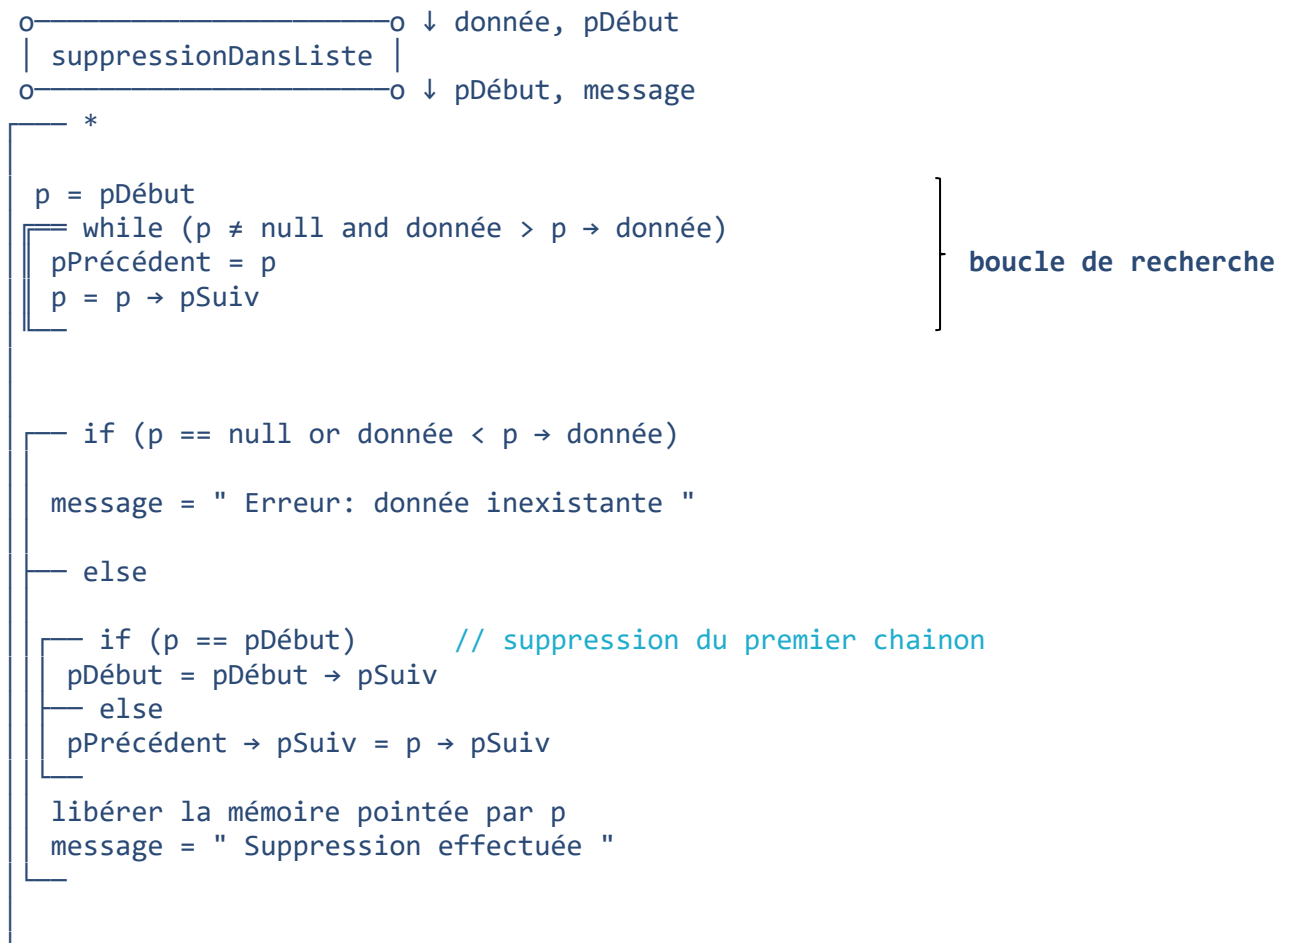 o──────────────────────o ↓ donnée, pDébut
│ suppressionDansListe │
o──────────────────────o ↓ pDébut, message
┌─── *
│
│ p = pDébut
│╔══ while (p ≠ null and donnée > p → donnée)
│║ pPrécédent = p
│║ p = p → pSuiv
│╙──
boucle de recherche
│
│┌── if (p == null or donnée < p → donnée)
││
││ message = " Erreur: donnée inexistante "
││
│├── else
││
││┌── if (p == pDébut) // suppression du premier chainon
│││ pDébut = pDébut → pSuiv
││├── else
│││ pPrécédent → pSuiv = p → pSuiv
││└──
││ libérer la mémoire pointée par p
││ message = " Suppression effectuée "
│└──
│